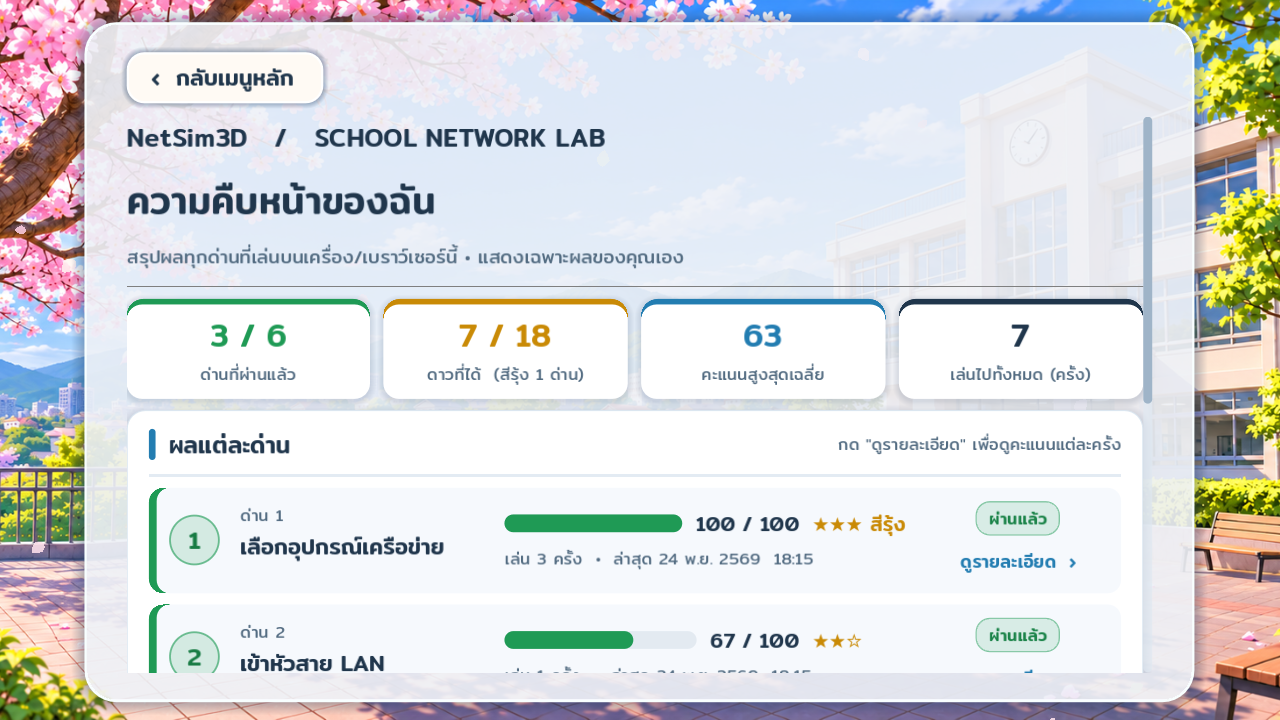 ‹ กลับเมนูหลัก
NetSim3D / SCHOOL NETWORK LAB
ความคืบหน้าของฉัน
สรุปผลทุกด่านที่เล่นบนเครื่อง/เบราว์เซอร์นี้ • แสดงเฉพาะผลของคุณเอง
3 / 6
ด่านที่ผ่านแล้ว
7 / 18
ดาวที่ได้ (สีรุ้ง 1 ด่าน)
63
คะแนนสูงสุดเฉลี่ย
7
เล่นไปทั้งหมด (ครั้ง)
ผลแต่ละด่าน
กด "ดูรายละเอียด" เพื่อดูคะแนนแต่ละครั้ง
1
ด่าน 1
เลือกอุปกรณ์เครือข่าย
100 / 100 ★★★ สีรุ้ง
เล่น 3 ครั้ง • ล่าสุด 24 พ.ย. 2569 18:15
ผ่านแล้ว
ดูรายละเอียด ›
2
ด่าน 2
เข้าหัวสาย LAN
67 / 100 ★★☆
ผ่านแล้ว